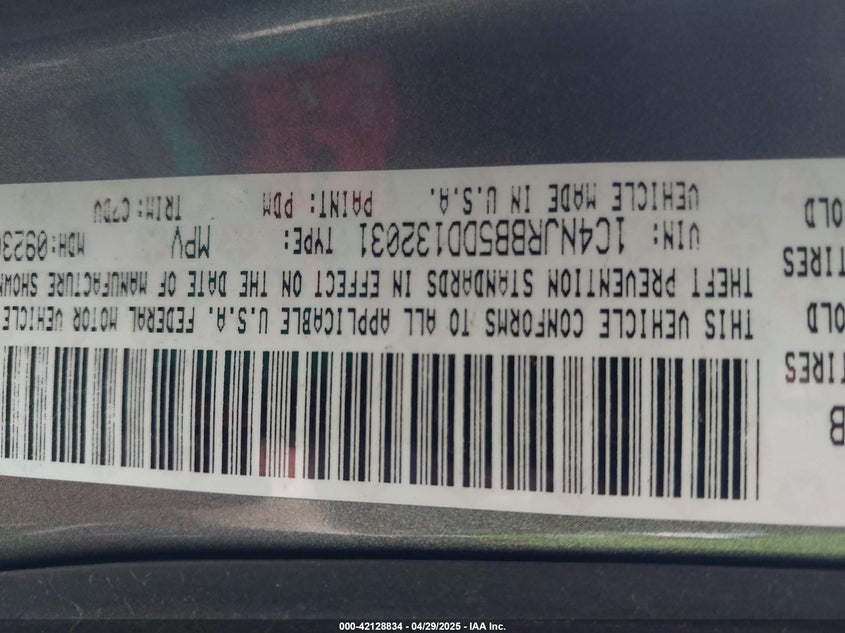 B
TIRES
THIS VEHICLE CONFORMS TO ALL APPLICABLE U.S.A. FEDERAL MOTOR VEHICLE
OLD
THEFT PREVENTION STANDARDS IN EFFECT ON THE DATE OF MANUFACTURE SHOWN
TIRES
VIN: 1C4NJRBB5DD132031 TYPE: MPV MDH:0923
OLD
VEHICLE MADE IN U.S.A. PAINT: PDM TRIM: C7DV
000-42128834 - 04/29/2025 - IAA Inc.